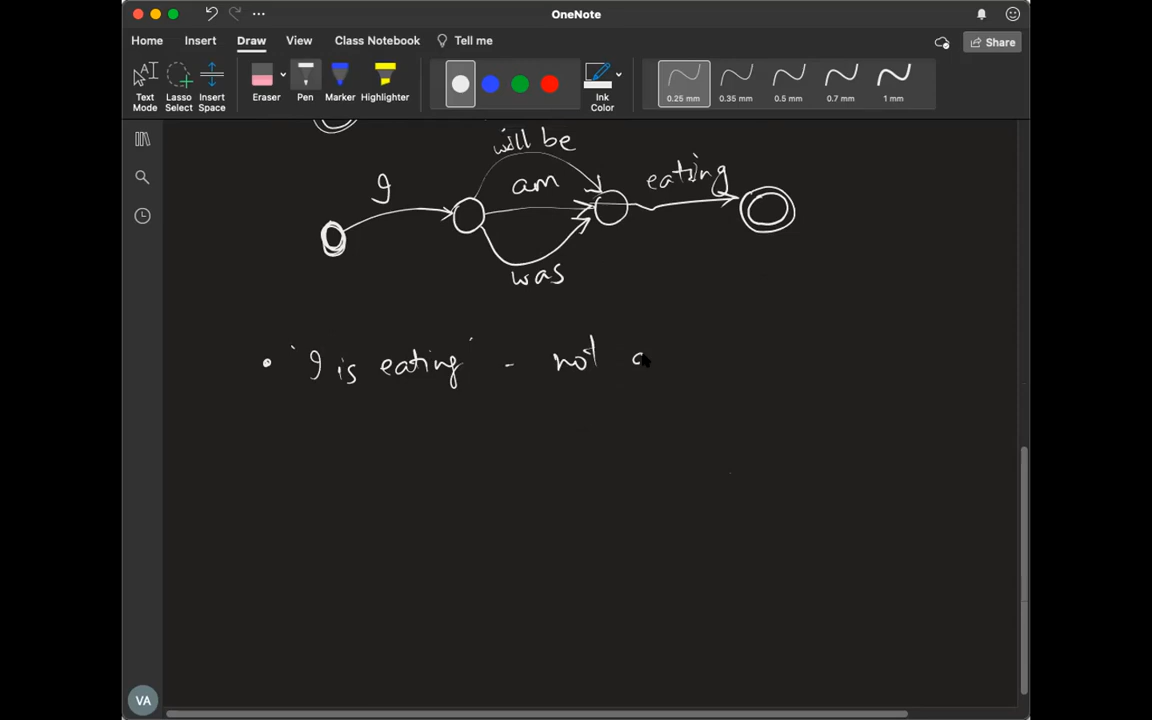 OneNote
Home Insert Draw View Class Notebook Tell me
Share
Text Mode Lasso Select Insert Space Eraser Pen Marker Highlighter Ink Color 0.25 mm 0.35 mm 0.5 mm 0.7 mm 1 mm
will be
I am eating
was
• 'I is eating' - not a
VA